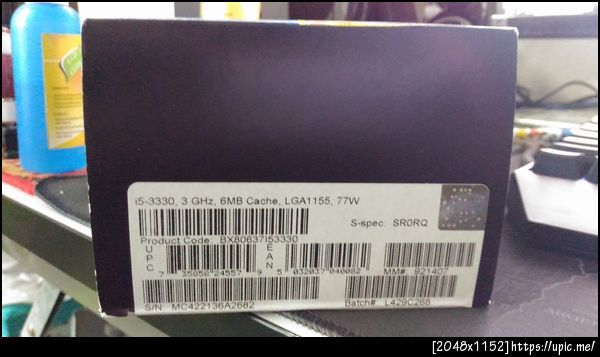 i5-3330, 3 GHz, 6MB Cache, LGA1155, 77W
S-spec: SR0RQ
Product Code: BX80637I53330
UPC
EAN
7 35858 24557 9 5 032037 040082
MM# 921407
S/N: MC422136A2682
Batch# L429C268
[2048x1152]https://upic.me/